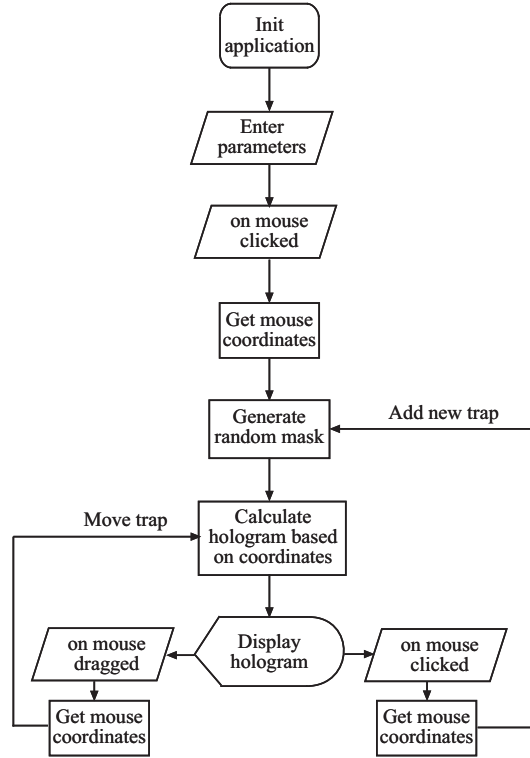 Init
application
Enter
parameters
on mouse
clicked
Get mouse
coordinates
Generate
random mask
Add new trap
Calculate
hologram based
on coordinates
Move trap
Display
hologram
on mouse
dragged
on mouse
clicked
Get mouse
coordinates
Get mouse
coordinates